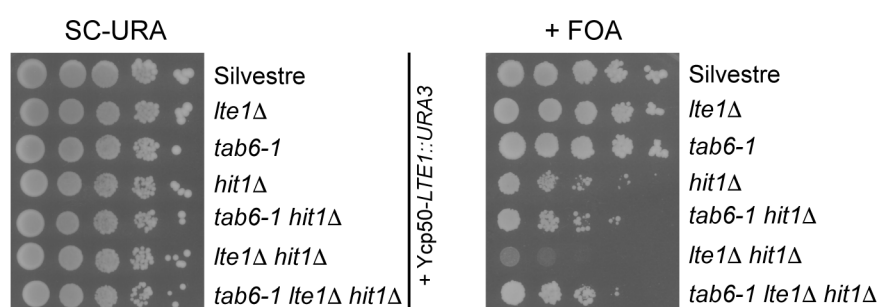 SC-URA
Silvestre
lte1Δ
tab6-1
hit1Δ
tab6-1 hit1Δ
lte1Δ hit1Δ
tab6-1 lte1Δ hit1Δ
+ Ycp50-LTE1::URA3
+ FOA
Silvestre
lte1Δ
tab6-1
hit1Δ
tab6-1 hit1Δ
lte1Δ hit1Δ
tab6-1 lte1Δ hit1Δ